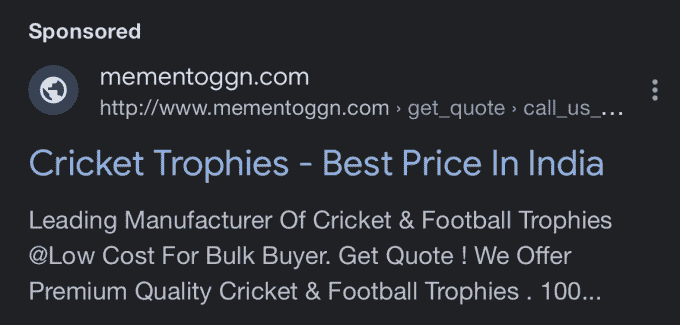 Sponsored
mementoggn.com
http://www.mementoggn.com › get_quote › call_us_...
Cricket Trophies - Best Price In India
Leading Manufacturer Of Cricket & Football Trophies
@Low Cost For Bulk Buyer. Get Quote ! We Offer
Premium Quality Cricket & Football Trophies . 100...